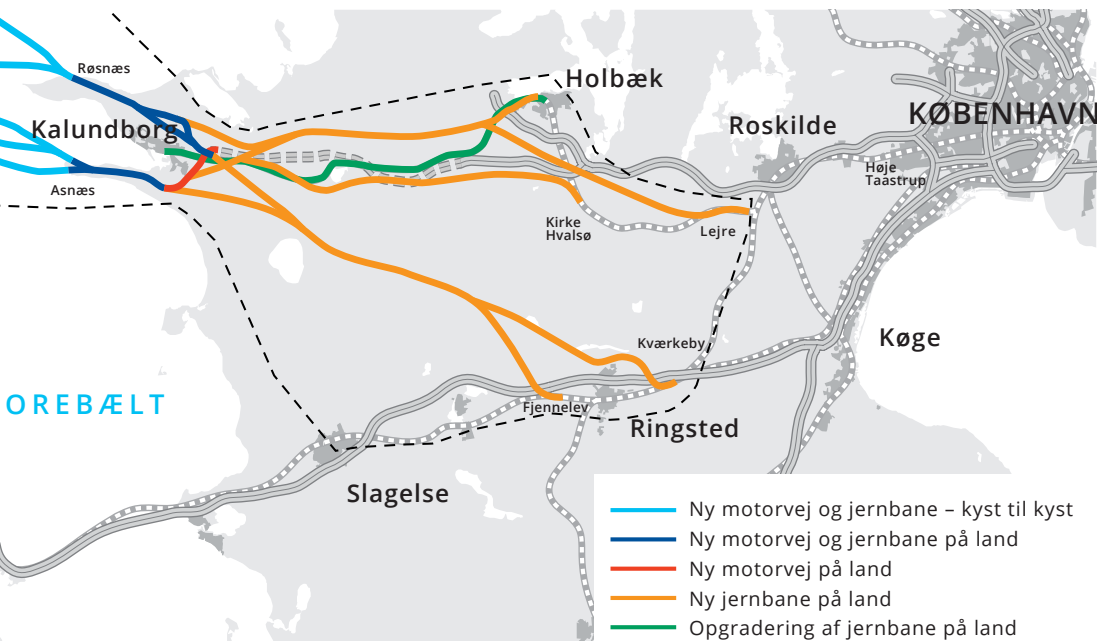 Røsnæs
Holbæk
KØBENHAVN
Kalundborg
Roskilde
Høje
Taastrup
Asnæs
Kirke
Hvalsø
Lejre
Køge
Kværkeby
OREBÆLT
Fjennelev
Ringsted
Slagelse
Ny motorvej og jernbane – kyst til kyst
Ny motorvej og jernbane på land
Ny motorvej på land
Ny jernbane på land
Opgradering af jernbane på land